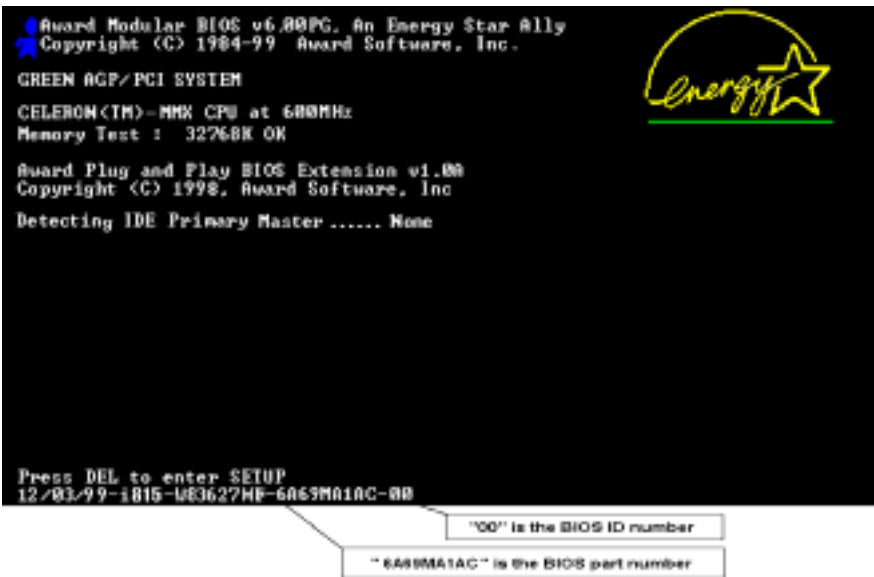 Award Modular BIOS v6.00PG, An Energy Star Ally
Copyright (C) 1984-99 Award Software, Inc.
energy
GREEN AGP/PCI SYSTEM
CELERON(TM)-MMX CPU at 600MHz
Memory Test : 32768K OK
Award Plug and Play BIOS Extension v1.0A
Copyright (C) 1998, Award Software, Inc
Detecting IDE Primary Master ...... None
Press DEL to enter SETUP
12/03/99-i815-W83627HF-6A69MA1AC-00
"00" is the BIOS ID number
"6A69MA1AC" is the BIOS part number